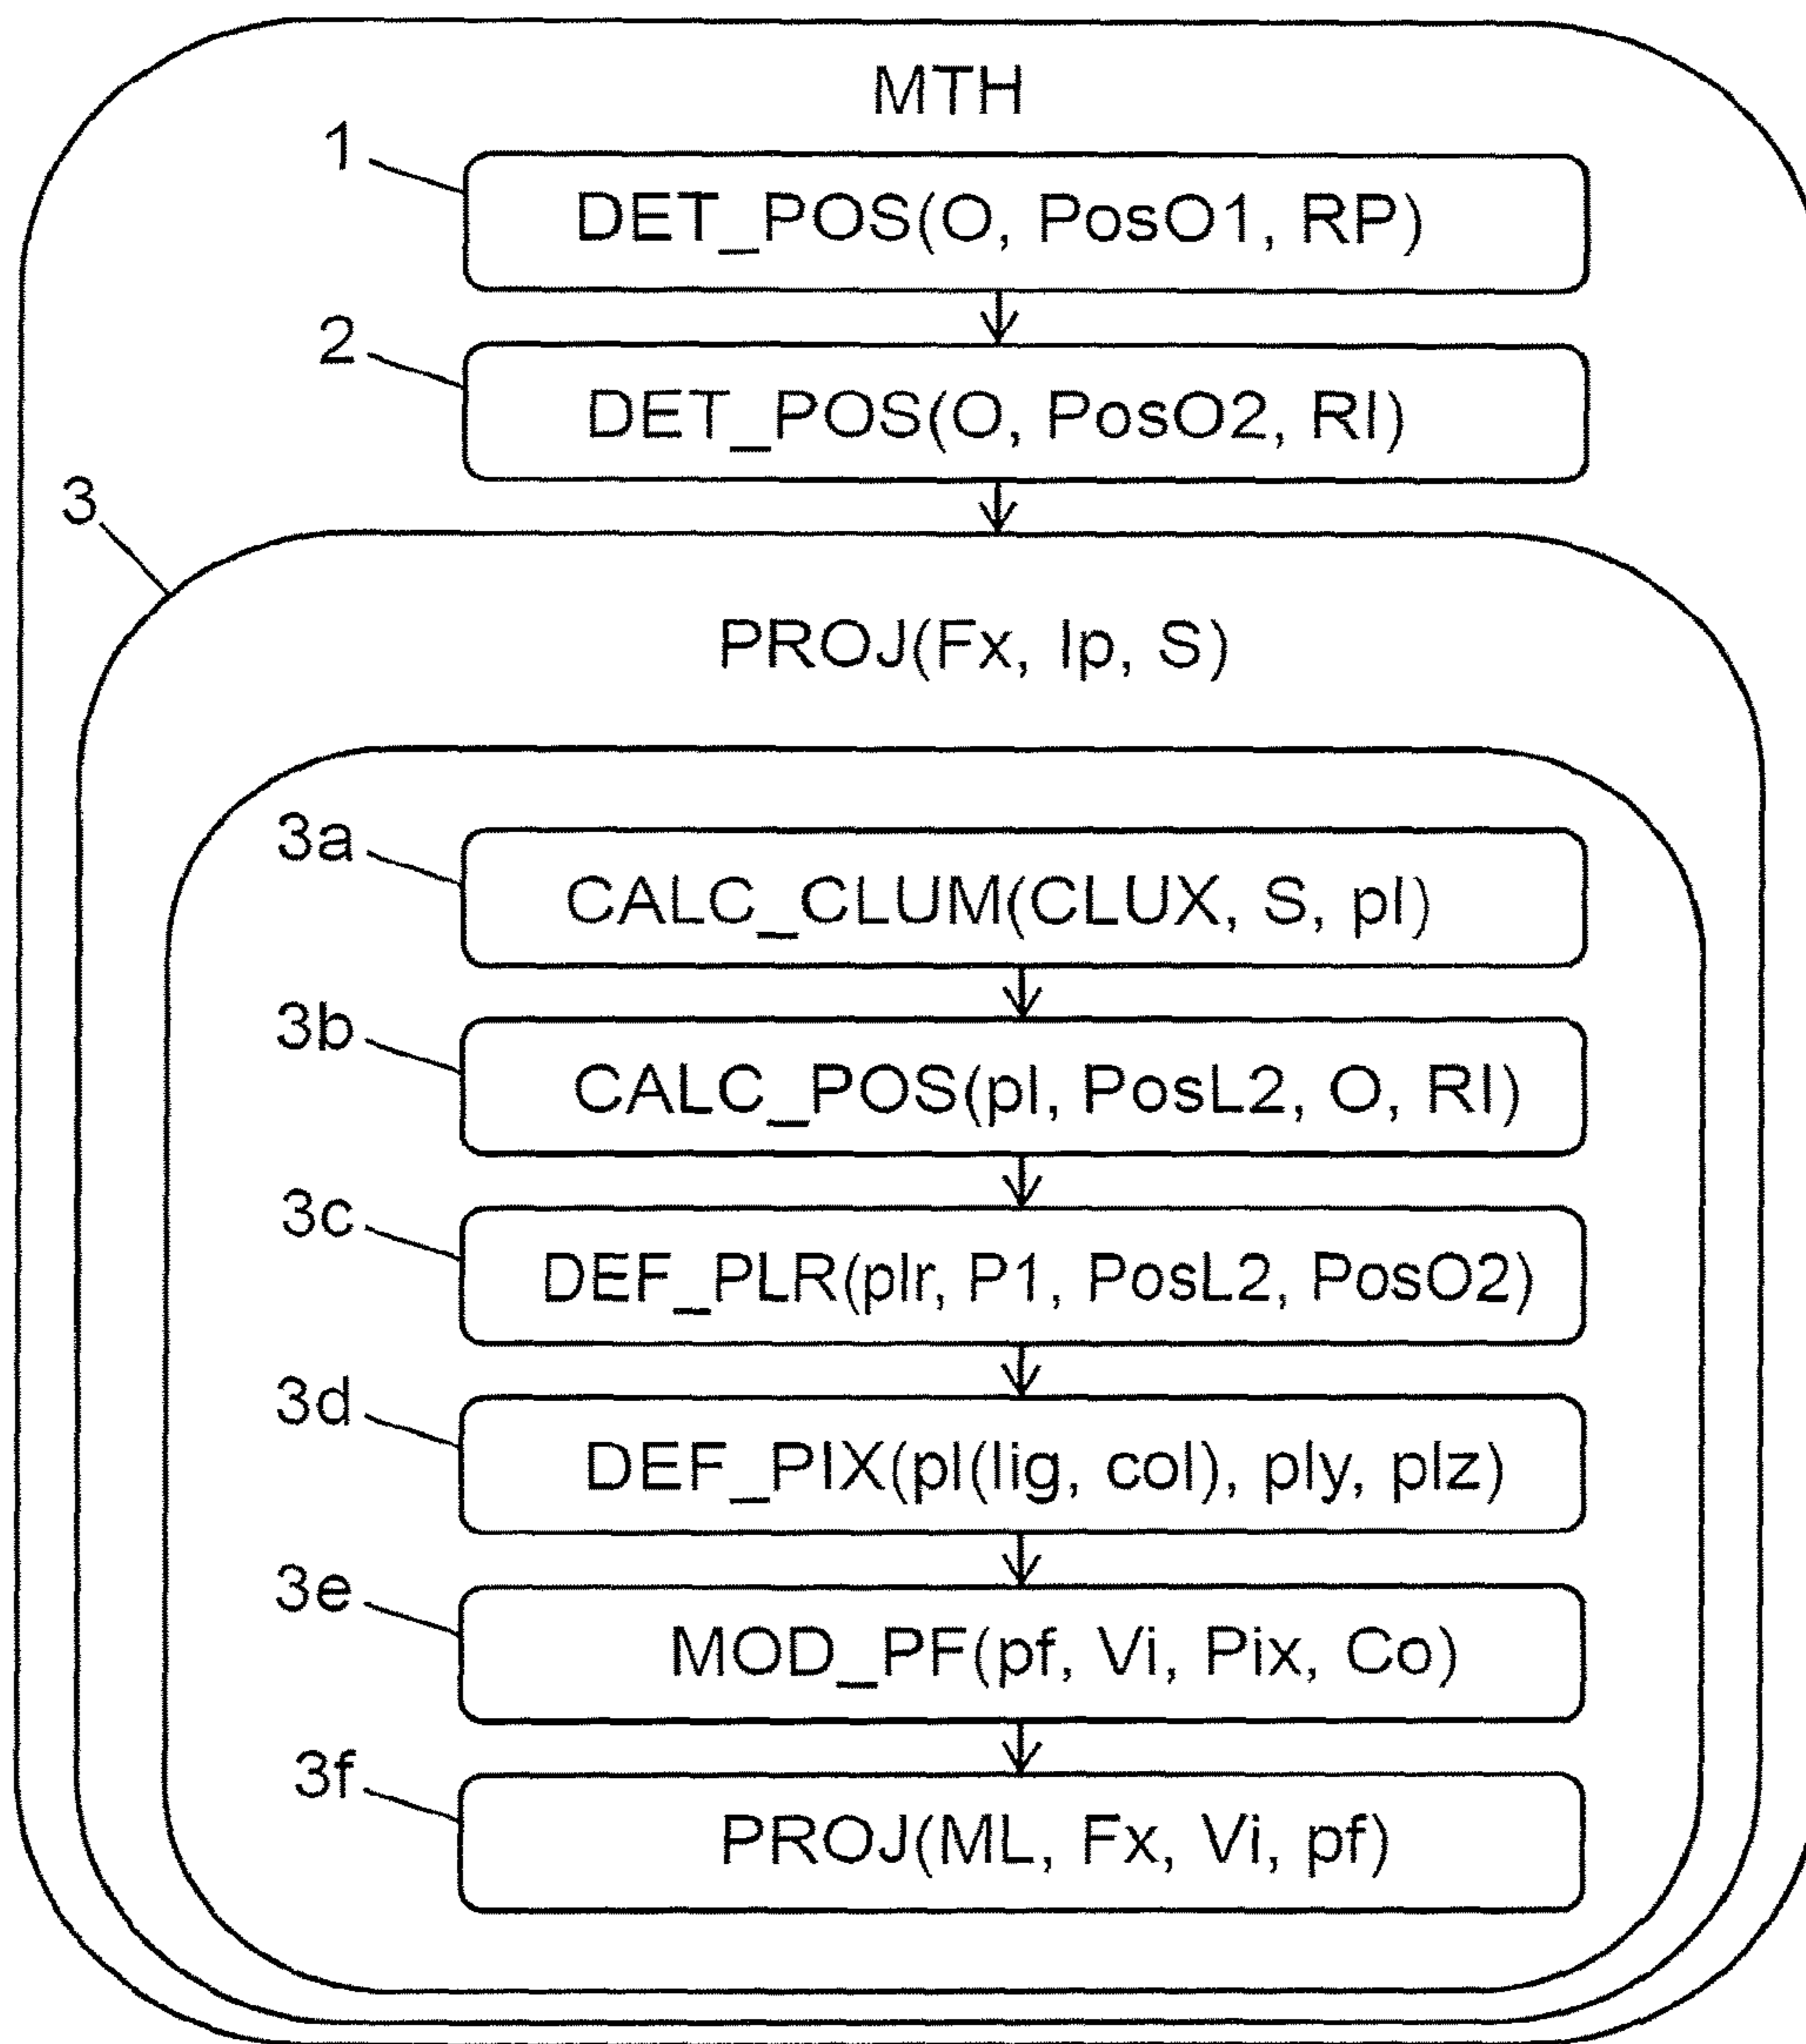 MTH
1
DET_POS(O, PosO1, RP)
2
DET_POS(O, PosO2, RI)
3
PROJ(Fx, Ip, S)
3a
CALC_CLUM(CLUX, S, pl)
3b
CALC_POS(pl, PosL2, O, RI)
3c
DEF_PLR(plr, P1, PosL2, PosO2)
3d
DEF_PIX(pl(lig, col), ply, plz)
3e
MOD_PF(pf, Vi, Pix, Co)
3f
PROJ(ML, Fx, Vi, pf)